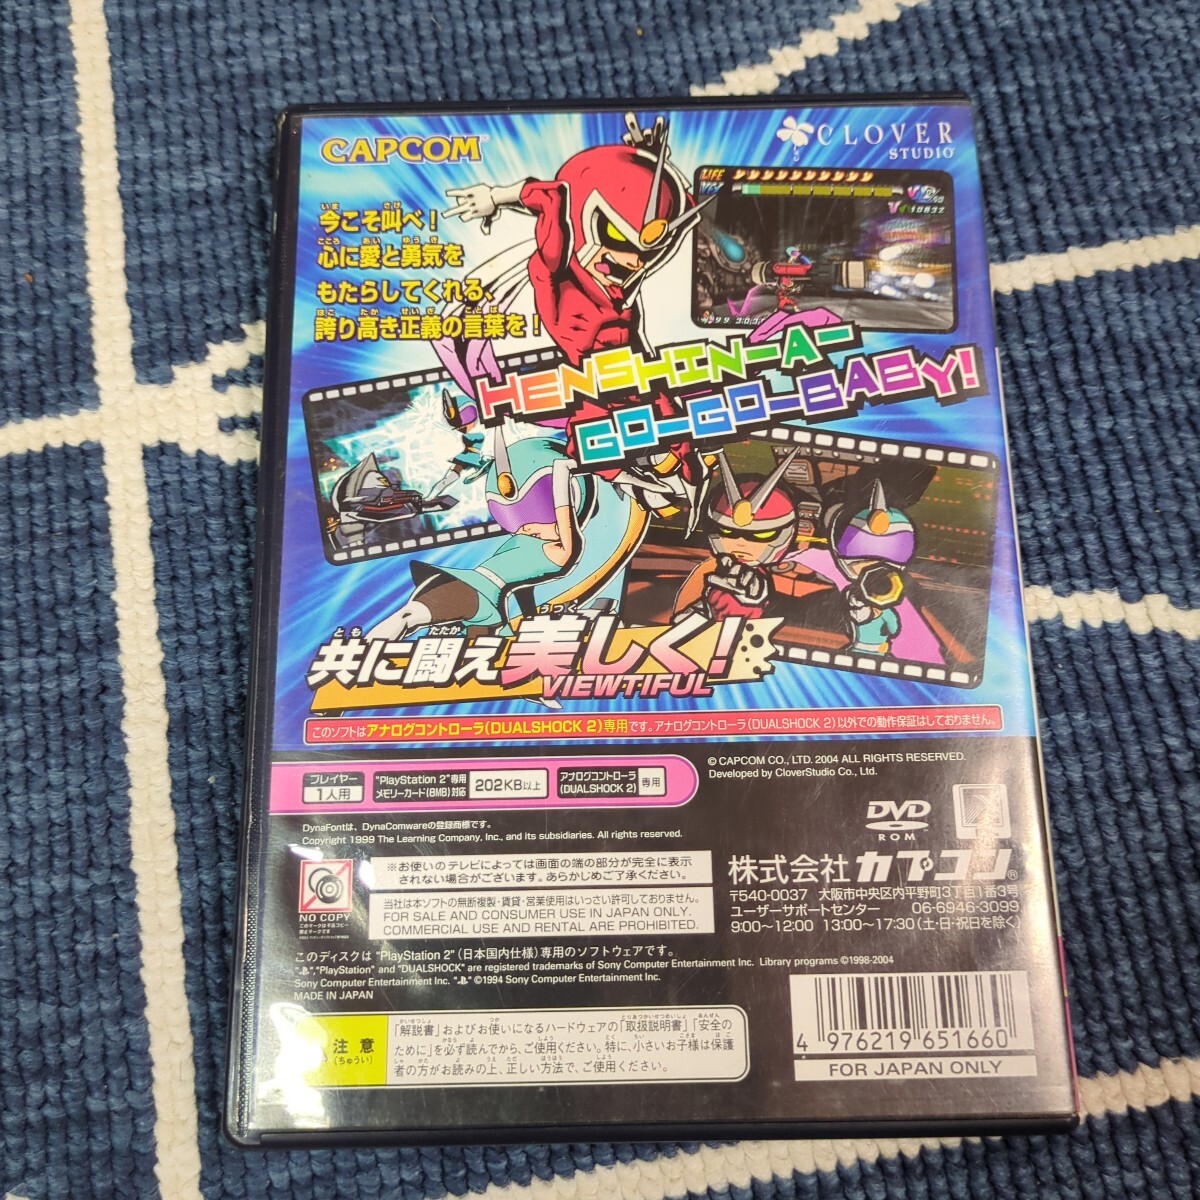 CAPCOM
CLOVER
STUDIO
今こそ叫べ!
心に愛と勇気を
もたらしてくれる、
誇り高き正義の言葉を!
LIFE
HENSHIN-A-
GO-GO-BABY!
共に闘え美しく!
VIEWTIFUL
このソフトはアナログコントローラ(DUALSHOCK 2)専用です。アナログコントローラ(DUALSHOCK 2)以外での動作保証はしておりません。
プレイヤー
1人用
"PlayStation 2"専用
メモリーカード(8MB)対応
202KB以上
アナログコントローラ
(DUALSHOCK 2)
専用
© CAPCOM CO., LTD. 2004 ALL RIGHTS RESERVED.
Developed by CloverStudio Co., Ltd.
DynaFontは、DynaComwareの登録商標です。
Copyright 1999 The Learning Company, Inc., and its subsidiaries. All rights reserved.
DVD
ROM
NO COPY
※お使いのテレビによっては画面の端の部分が完全に表示
されない場合がございます。あらかじめご了承ください。
当社は本ソフトの無断複製・賃貸・営業使用はいっさい許可しておりません。
FOR SALE AND CONSUMER USE IN JAPAN ONLY.
COMMERCIAL USE AND RENTAL ARE PROHIBITED.
株式会社カプコン®
〒540-0037 大阪市中央区内平野町3丁目1番3号
ユーザーサポートセンター 06-6946-3099
9:00〜12:00 13:00〜17:30(土・日・祝日を除く)
このディスクは"PlayStation 2"(日本国内仕様)専用のソフトウェアです。
"PlayStation" and "DUALSHOCK" are registered trademarks of Sony Computer Entertainment Inc. Library programs ©1998-2004
Sony Computer Entertainment Inc. ©1994 Sony Computer Entertainment Inc.
MADE IN JAPAN
注意
(ちゅうい)
「解説書」およびお使いになるハードウェアの「取扱説明書」「安全の
ために」を必ず読んでから、ご使用ください。特に、小さいお子様は保護
者の方がお読みの上、正しい方法で、ご使用ください。
4 976219 651660
FOR JAPAN ONLY